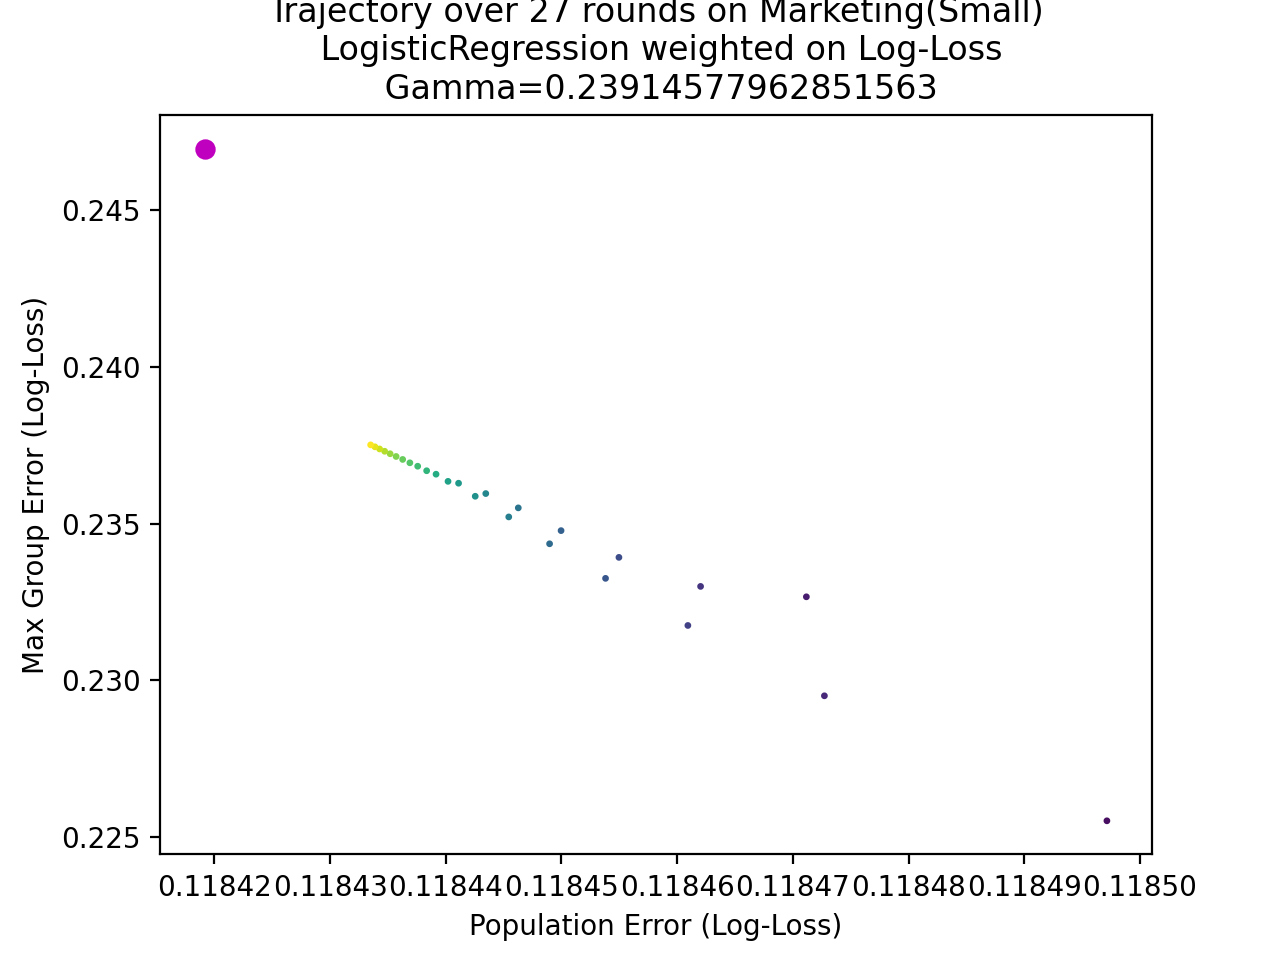 Trajectory over 27 rounds on Marketing(Small)
LogisticRegression weighted on Log-Loss
Gamma=0.23914577962851563
0.245
0.240
0.235
0.230
0.225
Max Group Error (Log-Loss)
0.11842 0.11843 0.11844 0.11845 0.11846 0.11847 0.11848 0.11849 0.11850
Population Error (Log-Loss)